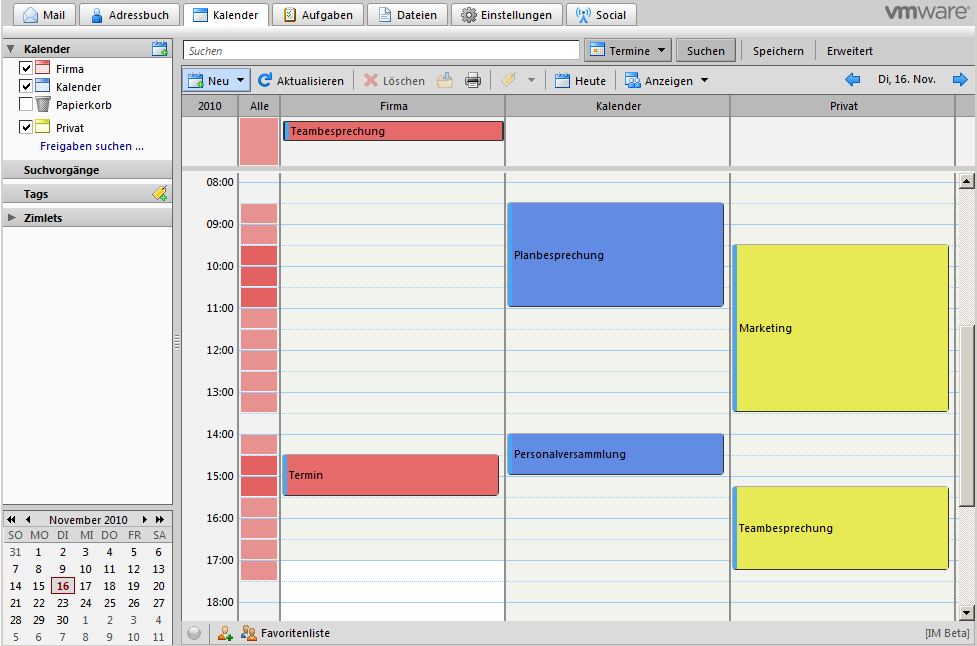 Mail Adressbuch Kalender Aufgaben Dateien Einstellungen Social vmware
Kalender
Firma
Kalender
Papierkorb
Privat
Freigaben suchen ...
Suchvorgänge
Tags
Zimlets
November 2010
SO MO DI MI DO FR SA
31 1 2 3 4 5 6
7 8 9 10 11 12 13
14 15 16 17 18 19 20
21 22 23 24 25 26 27
28 29 30 1 2 3 4
5 6 7 8 9 10 11
Suchen Termine Suchen Speichern Erweitert
Neu Aktualisieren Löschen Heute Anzeigen Di, 16. Nov.
2010 Alle Firma Kalender Privat
Teambesprechung
08:00
09:00
Planbesprechung
10:00
11:00
Marketing
12:00
13:00
14:00
Personalversammlung
15:00
Termin
16:00
Teambesprechung
17:00
18:00
Favoritenliste [IM Beta]